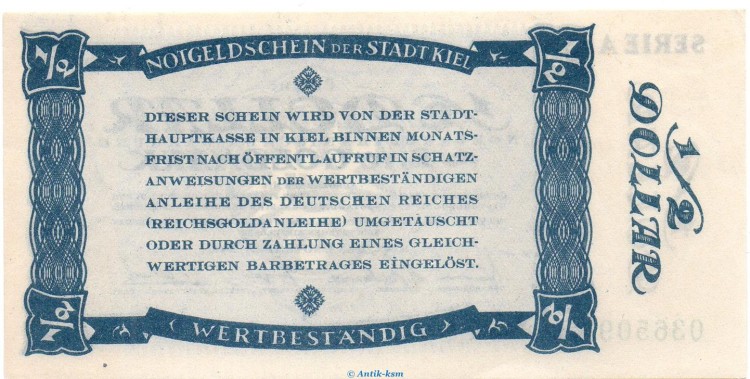 1/2
NOTGELDSCHEIN DER STADT KIEL
1/2
DIESER SCHEIN WIRD VON DER STADT-
HAUPTKASSE IN KIEL BINNEN MONATS-
FRIST NACH ÖFFENTL. AUFRUF IN SCHATZ-
ANWEISUNGEN DER WERTBESTÄNDIGEN
ANLEIHE DES DEUTSCHEN REICHES
(REICHSGOLDANLEIHE) UMGETÄUSCHT
ODER DURCH ZAHLUNG EINES GLEICH-
WERTIGEN BARBETRAGES EINGELÖST.
1/2
WERTBESTÄNDIG
1/2
1/2
DOLLAR
SERIE A
© Antik-ksm